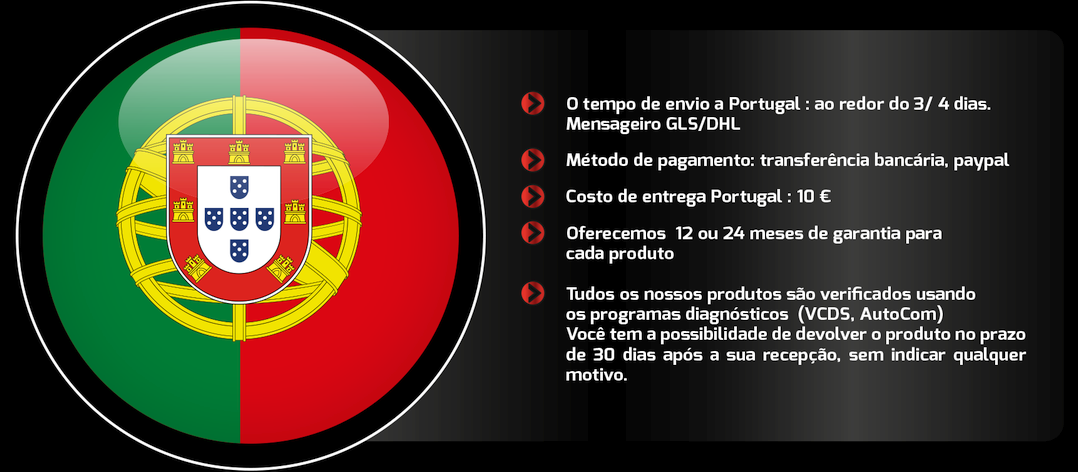 O tempo de envio a Portugal : ao redor do 3/ 4 dias.
Mensageiro GLS/DHL
Método de pagamento: transferência bancária, paypal
Costo de entrega Portugal : 10 €
Oferecemos 12 ou 24 meses de garantia para
cada produto
Tudos os nossos produtos são verificados usando
os programas diagnósticos (VCDS, AutoCom)
Você tem a possibilidade de devolver o produto no prazo
de 30 dias após a sua recepção, sem indicar qualquer
motivo.